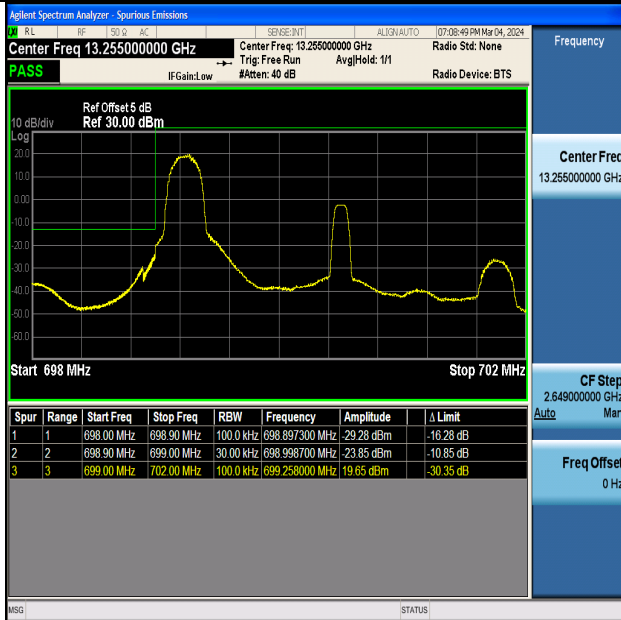 Agilent Spectrum Analyzer - Spurious Emissions
RL RF 50 Ω AC SENSE:INT ALIGN AUTO 07:08:49 PM Mar 04, 2024
Center Freq 13.255000000 GHz Center Freq: 13.255000000 GHz Radio Std: None
Trig: Free Run Avg|Hold: 1/1
PASS IFGain:Low #Atten: 40 dB Radio Device: BTS
Ref Offset 5 dB
10 dB/div Ref 30.00 dBm
Log
20.0
10.0
0.00
-10.0
-20.0
-30.0
-40.0
-50.0
-60.0
Start 698 MHz Stop 702 MHz
Spur Range Start Freq Stop Freq RBW Frequency Amplitude Δ Limit
1 1 698.00 MHz 698.90 MHz 100.0 kHz 698.897300 MHz -29.28 dBm -16.28 dB
2 2 698.90 MHz 699.00 MHz 30.00 kHz 698.998700 MHz -23.85 dBm -10.85 dB
3 3 699.00 MHz 702.00 MHz 100.0 kHz 699.258000 MHz 19.65 dBm -30.35 dB
MSG STATUS
Frequency
Center Freq
13.255000000 GHz
CF Step
2.649000000 GHz
Auto Man
Freq Offset
0 Hz